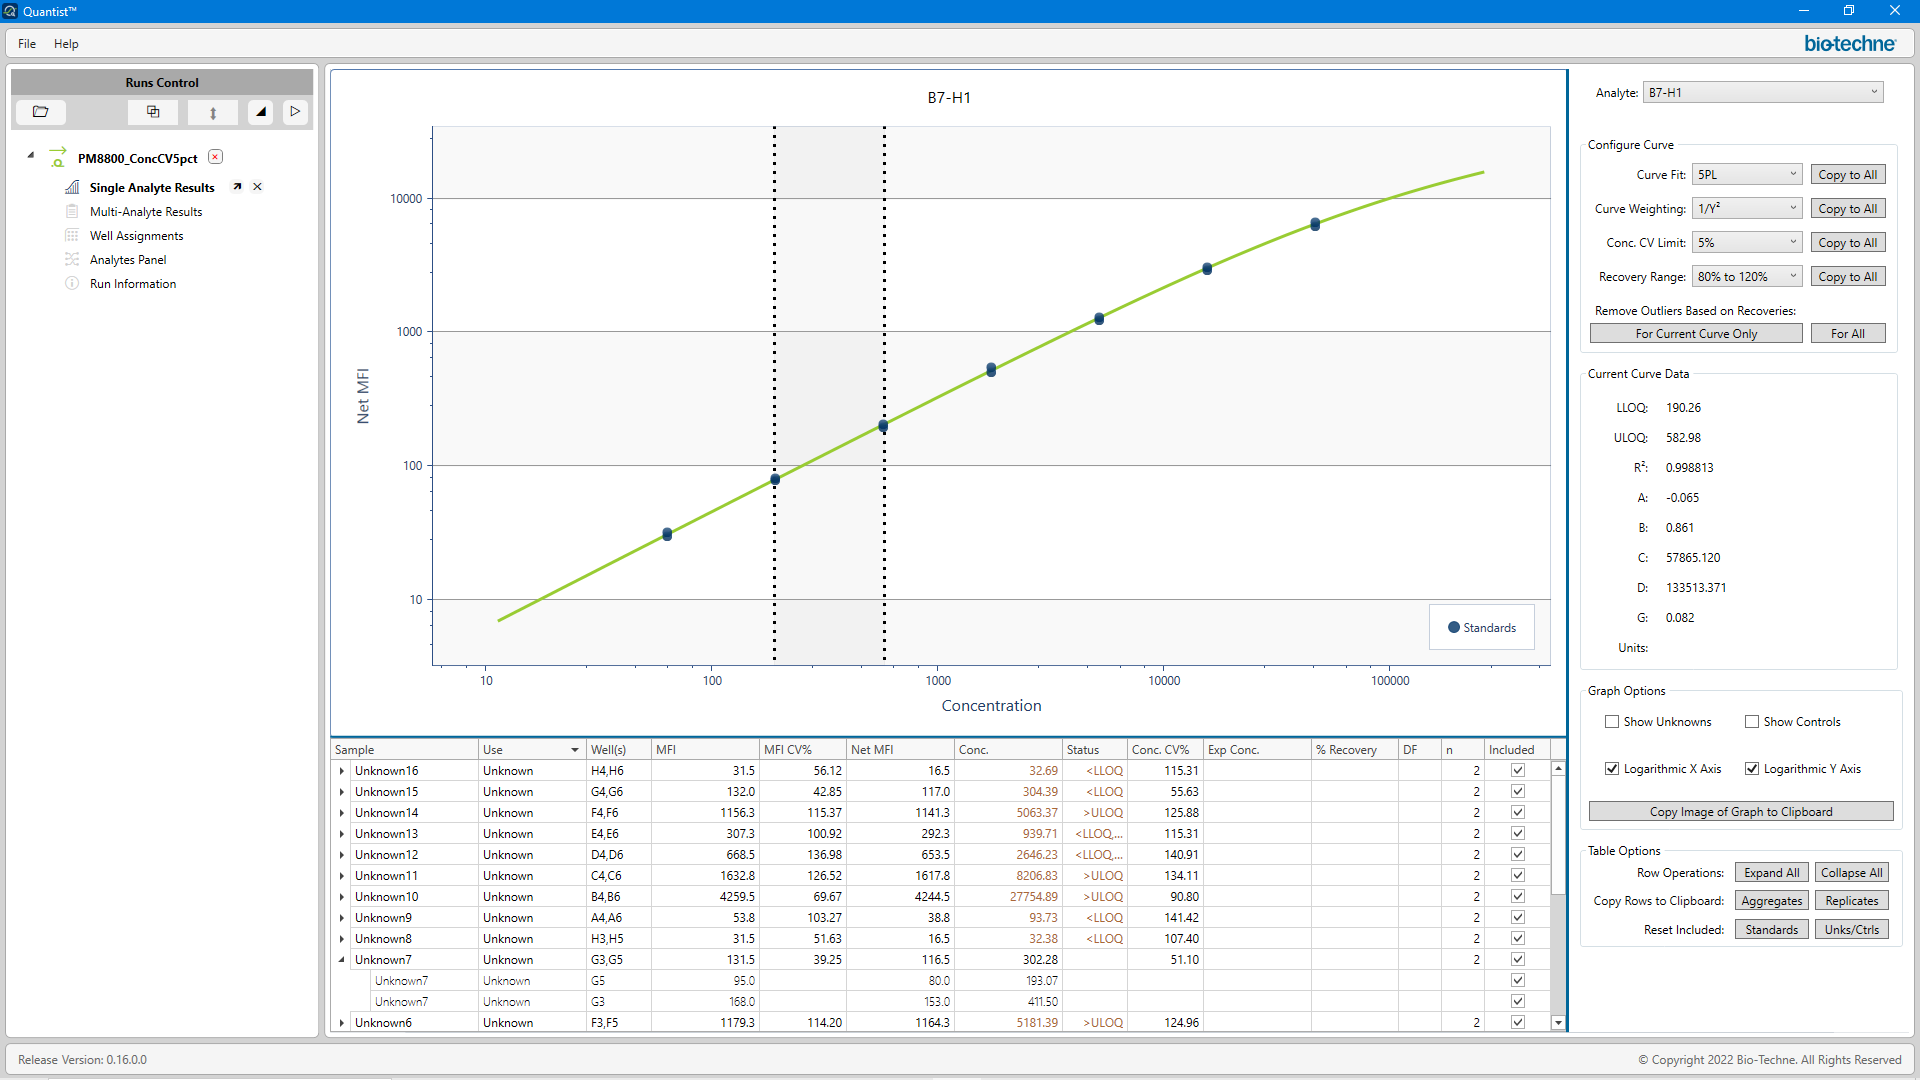 Quantist™
File Help
bio-techne
Runs Control
PM8800_ConcCV5pct
Single Analyte Results
Multi-Analyte Results
Well Assignments
Analytes Panel
Run Information
B7-H1
Net MFI
10000
1000
100
10
10 100 1000 10000 100000
Concentration
Standards
Sample Use Well(s) MFI MFI CV% Net MFI Conc. Status Conc. CV% Exp Conc. % Recovery DF n Included
Unknown16 Unknown H4,H6 31.5 56.12 16.5 32.69 <LLOQ 115.31 2
Unknown15 Unknown G4,G6 132.0 42.85 117.0 304.39 <LLOQ 55.63 2
Unknown14 Unknown F4,F6 1156.3 115.37 1141.3 5063.37 >ULOQ 125.88 2
Unknown13 Unknown E4,E6 307.3 100.92 292.3 939.71 <LLOQ,... 115.31 2
Unknown12 Unknown D4,D6 668.5 136.98 653.5 2646.23 <LLOQ,... 140.91 2
Unknown11 Unknown C4,C6 1632.8 126.52 1617.8 8206.83 >ULOQ 134.11 2
Unknown10 Unknown B4,B6 4259.5 69.67 4244.5 27754.89 >ULOQ 90.80 2
Unknown9 Unknown A4,A6 53.8 103.27 38.8 93.73 <LLOQ 141.42 2
Unknown8 Unknown H3,H5 31.5 51.63 16.5 32.38 <LLOQ 107.40 2
Unknown7 Unknown G3,G5 131.5 39.25 116.5 302.28 51.10 2
Unknown7 Unknown G5 95.0 80.0 193.07
Unknown7 Unknown G3 168.0 153.0 411.50
Unknown6 Unknown F3,F5 1179.3 114.20 1164.3 5181.39 >ULOQ 124.96 2
Analyte: B7-H1
Configure Curve
Curve Fit: 5PL Copy to All
Curve Weighting: 1/Y² Copy to All
Conc. CV Limit: 5% Copy to All
Recovery Range: 80% to 120% Copy to All
Remove Outliers Based on Recoveries:
For Current Curve Only For All
Current Curve Data
LLOQ: 190.26
ULOQ: 582.98
R²: 0.998813
A: -0.065
B: 0.861
C: 57865.120
D: 133513.371
G: 0.082
Units:
Graph Options
Show Unknowns Show Controls
Logarithmic X Axis Logarithmic Y Axis
Copy Image of Graph to Clipboard
Table Options
Row Operations: Expand All Collapse All
Copy Rows to Clipboard: Aggregates Replicates
Reset Included: Standards Unks/Ctrls
Release Version: 0.16.0.0
© Copyright 2022 Bio-Techne. All Rights Reserved